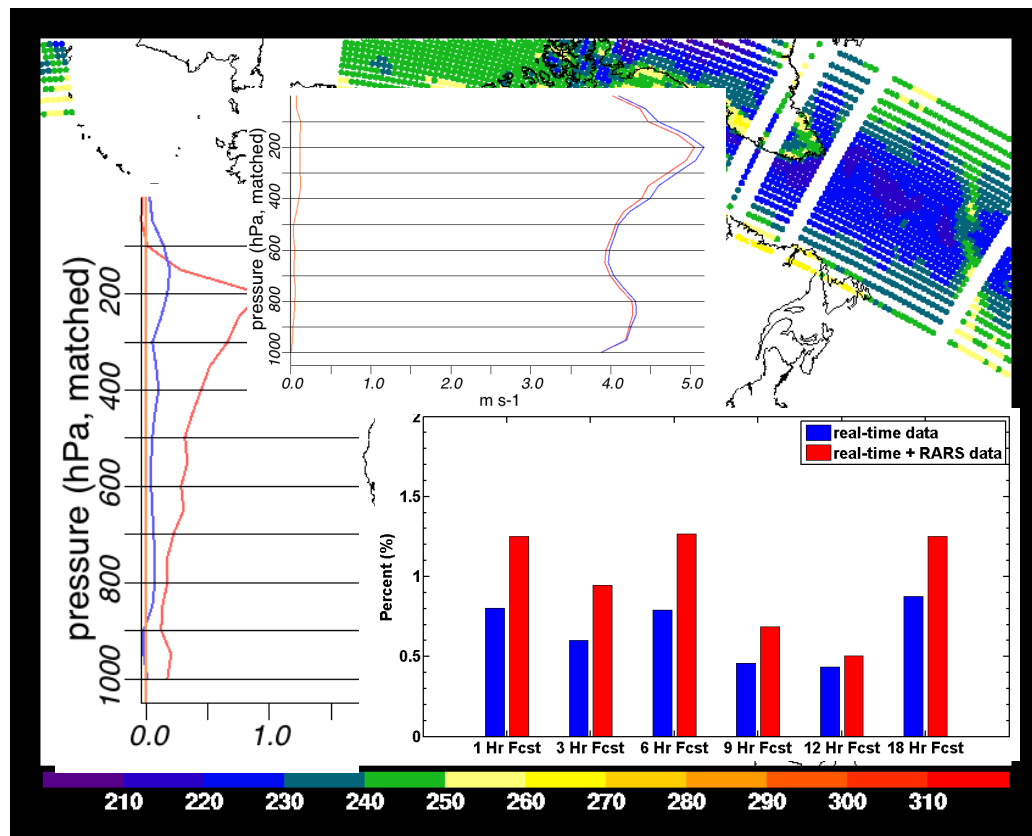 pressure (hPa, matched)
200
400
600
800
1000
0.0
1.0
2.0
3.0
4.0
5.0
m s-1
pressure (hPa, matched)
200
400
600
800
1000
0.0
1.0
real-time data
real-time + RARS data
Percent (%)
2
1.5
1
0.5
0
1 Hr Fcst 3 Hr Fcst 6 Hr Fcst 9 Hr Fcst 12 Hr Fcst 18 Hr Fcst
210 220 230 240 250 260 270 280 290 300 310